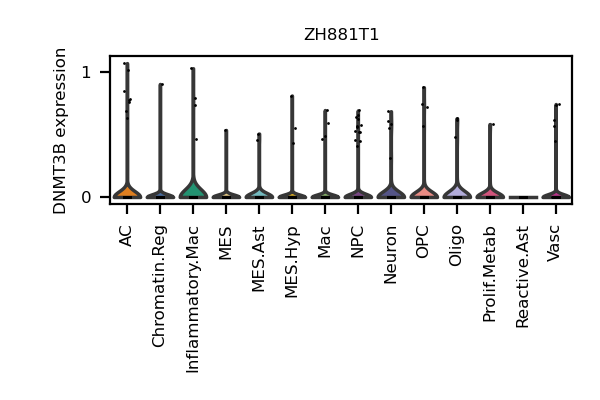 ZH881T1
DNMT3B expression
1
0
AC
Chromatin.Reg
Inflammatory.Mac
MES
MES.Ast
MES.Hyp
Mac
NPC
Neuron
OPC
Oligo
Prolif.Metab
Reactive.Ast
Vasc